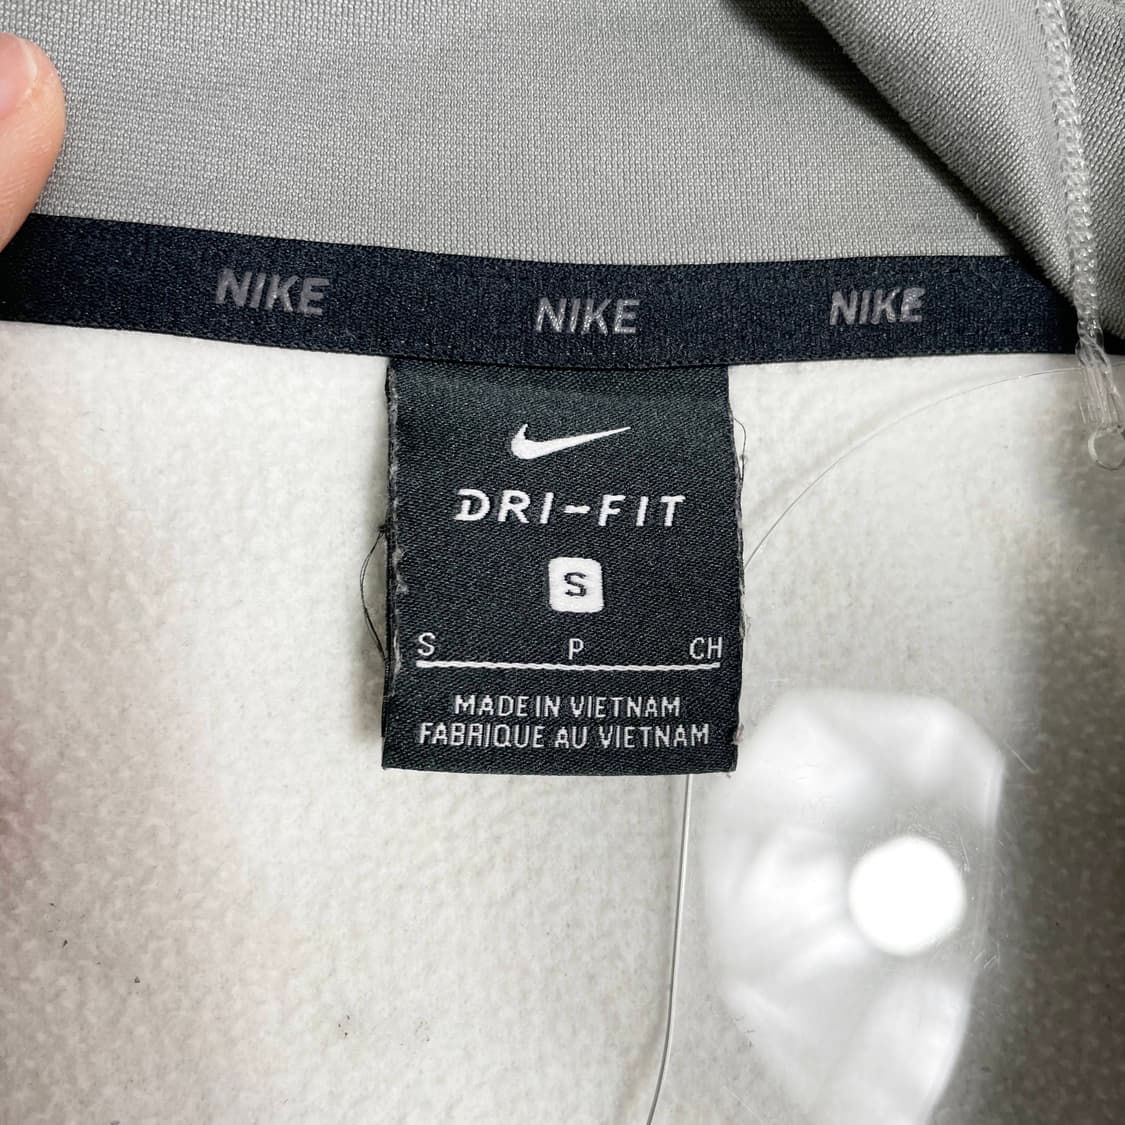 NIKE NIKE NIKE
DRI-FIT
S
S P CH
MADE IN VIETNAM
FABRIQUE AU VIETNAM